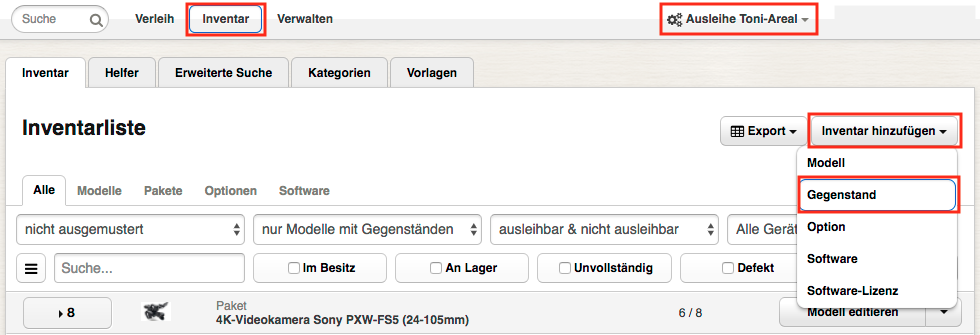 Suche Verleih Inventar Verwalten Ausleihe Toni-Areal
Inventar Helfer Erweiterte Suche Kategorien Vorlagen
Inventarliste Export Inventar hinzufügen
Modell
Alle Modelle Pakete Optionen Software Gegenstand
nicht ausgemustert nur Modelle mit Gegenständen ausleihbar & nicht ausleihbar Alle Gerät Option
Suche... Im Besitz An Lager Unvollständig Defekt Software
Software-Lizenz
8 Paket 6 / 8 Modell editieren
4K-Videokamera Sony PXW-FS5 (24-105mm)